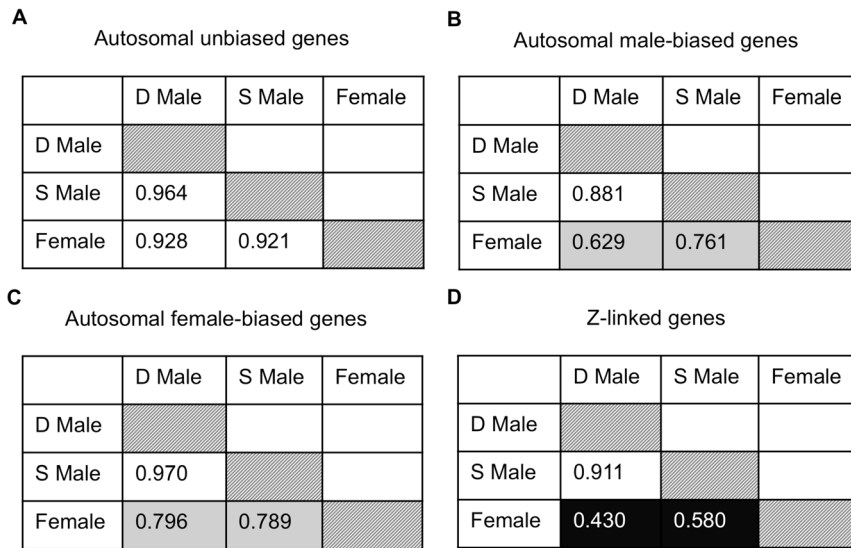 A
Autosomal unbiased genes
D Male S Male Female
D Male
S Male 0.964
Female 0.928 0.921
B
Autosomal male-biased genes
D Male S Male Female
D Male
S Male 0.881
Female 0.629 0.761
C
Autosomal female-biased genes
D Male S Male Female
D Male
S Male 0.970
Female 0.796 0.789
D
Z-linked genes
D Male S Male Female
D Male
S Male 0.911
Female 0.430 0.580